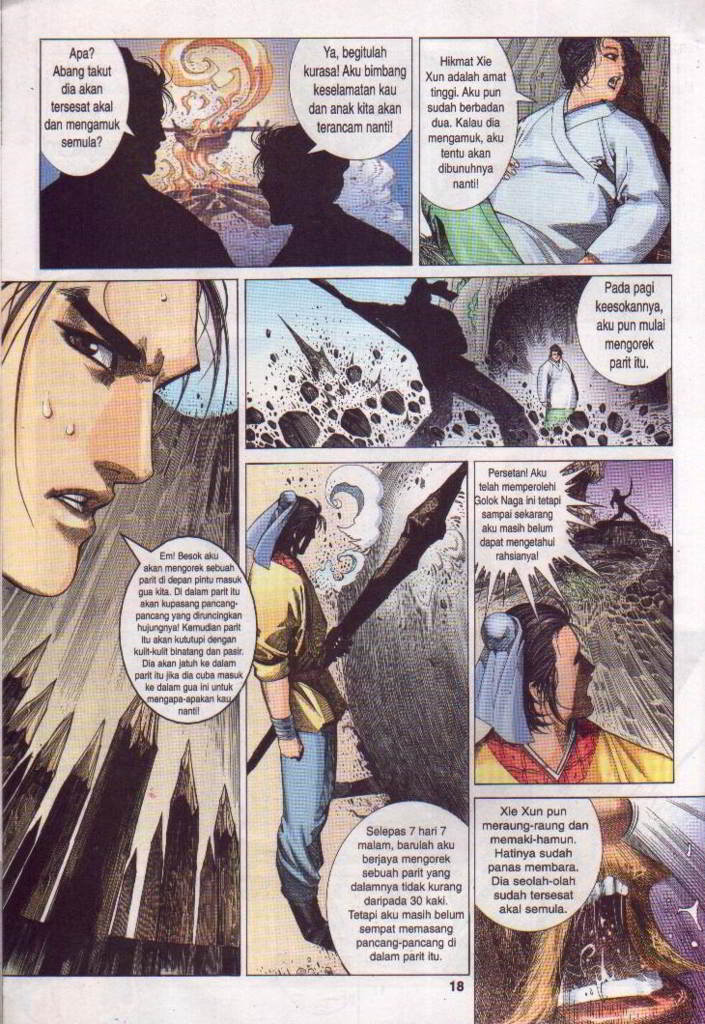 Apa?
Abang takut
dia akan
tersesat akal
dan mengamuk
semula?
Ya, begitulah
kurasa! Aku bimbang
keselamatan kau
dan anak kita akan
terancam nanti!
Hikmat Xie
Xun adalah amat
tinggi. Aku pun
sudah berbadan
dua. Kalau dia
mengamuk, aku
tentu akan
dibunuhnya
nanti!
Em! Besok aku
akan mengorek sebuah
parit di depan pintu masuk
gua kita. Di dalam parit itu
akan kupasang pancang-
pancang yang diruncingkan
hujungnya! Kemudian parit
itu akan kututupi dengan
kulit-kulit binatang dan pasir.
Dia akan jatuh ke dalam
parit itu jika dia cuba masuk
ke dalam gua ini untuk
mengapa-apakan kau
nanti!
Pada pagi
keesokannya,
aku pun mulai
mengorek
parit itu.
Selepas 7 hari 7
malam, barulah aku
berjaya mengorek
sebuah parit yang
dalamnya tidak kurang
daripada 30 kaki.
Tetapi aku masih belum
sempat memasang
pancang-pancang di
dalam parit itu.
Persetan! Aku
telah memperolehi
Golok Naga ini tetapi
sampai sekarang
aku masih belum
dapat mengetahui
rahsianya!
Xie Xun pun
meraung-raung dan
memaki-hamun.
Hatinya sudah
panas membara.
Dia seolah-olah
sudah tersesat
akal semula.
18